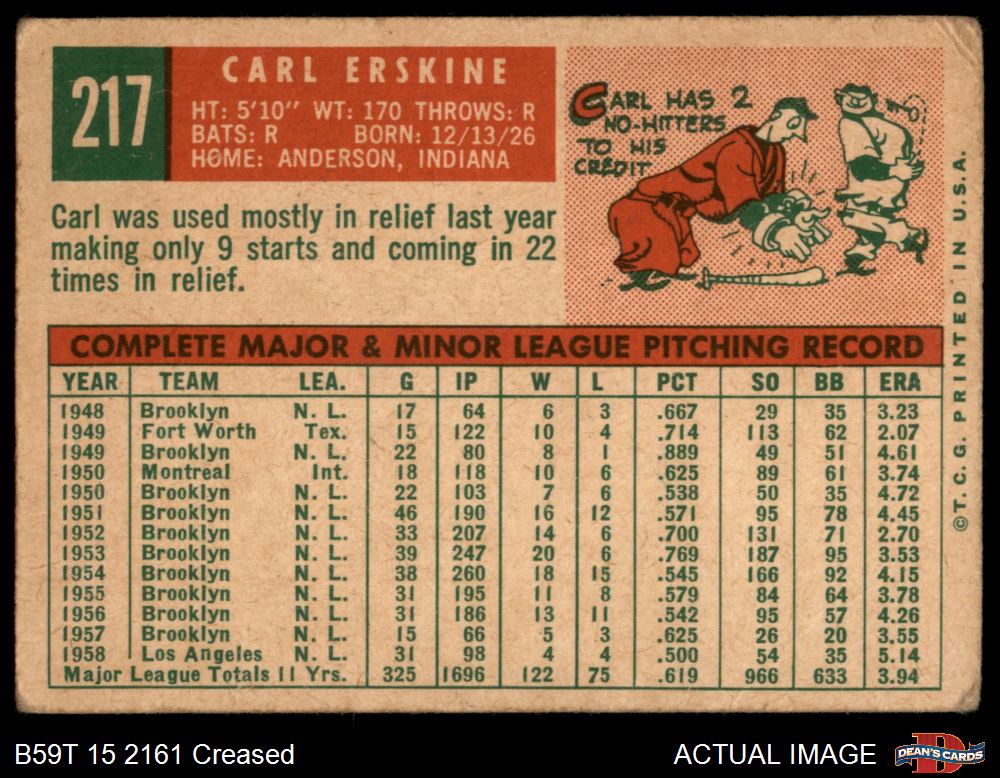 217
CARL ERSKINE
HT: 5'10" WT: 170 THROWS: R
BATS: R BORN: 12/13/26
HOME: ANDERSON, INDIANA
CARL HAS 2
NO-HITTERS
TO HIS
CREDIT
Carl was used mostly in relief last year
making only 9 starts and coming in 22
times in relief.
COMPLETE MAJOR & MINOR LEAGUE PITCHING RECORD
YEAR TEAM LEA. G IP W L PCT SO BB ERA
1948 Brooklyn N. L. 17 64 6 3 .667 29 35 3.23
1949 Fort Worth Tex. 15 122 10 4 .714 113 62 2.07
1949 Brooklyn N. L. 22 80 8 1 .889 49 51 4.61
1950 Montreal Int. 18 118 10 6 .625 89 61 3.74
1950 Brooklyn N. L. 22 103 7 6 .538 50 35 4.72
1951 Brooklyn N. L. 46 190 16 12 .571 95 78 4.45
1952 Brooklyn N. L. 33 207 14 6 .700 131 71 2.70
1953 Brooklyn N. L. 39 247 20 6 .769 187 95 3.53
1954 Brooklyn N. L. 38 260 18 15 .545 166 92 4.15
1955 Brooklyn N. L. 31 195 11 8 .579 84 64 3.78
1956 Brooklyn N. L. 31 186 13 11 .542 95 57 4.26
1957 Brooklyn N. L. 15 66 5 3 .625 26 20 3.55
1958 Los Angeles N. L. 31 98 4 4 .500 54 35 5.14
Major League Totals 11 Yrs. 325 1696 122 75 .619 966 633 3.94
©T. C. G. PRINTED IN U.S.A.
B59T 15 2161 Creased
ACTUAL IMAGE
DEAN'S CARDS